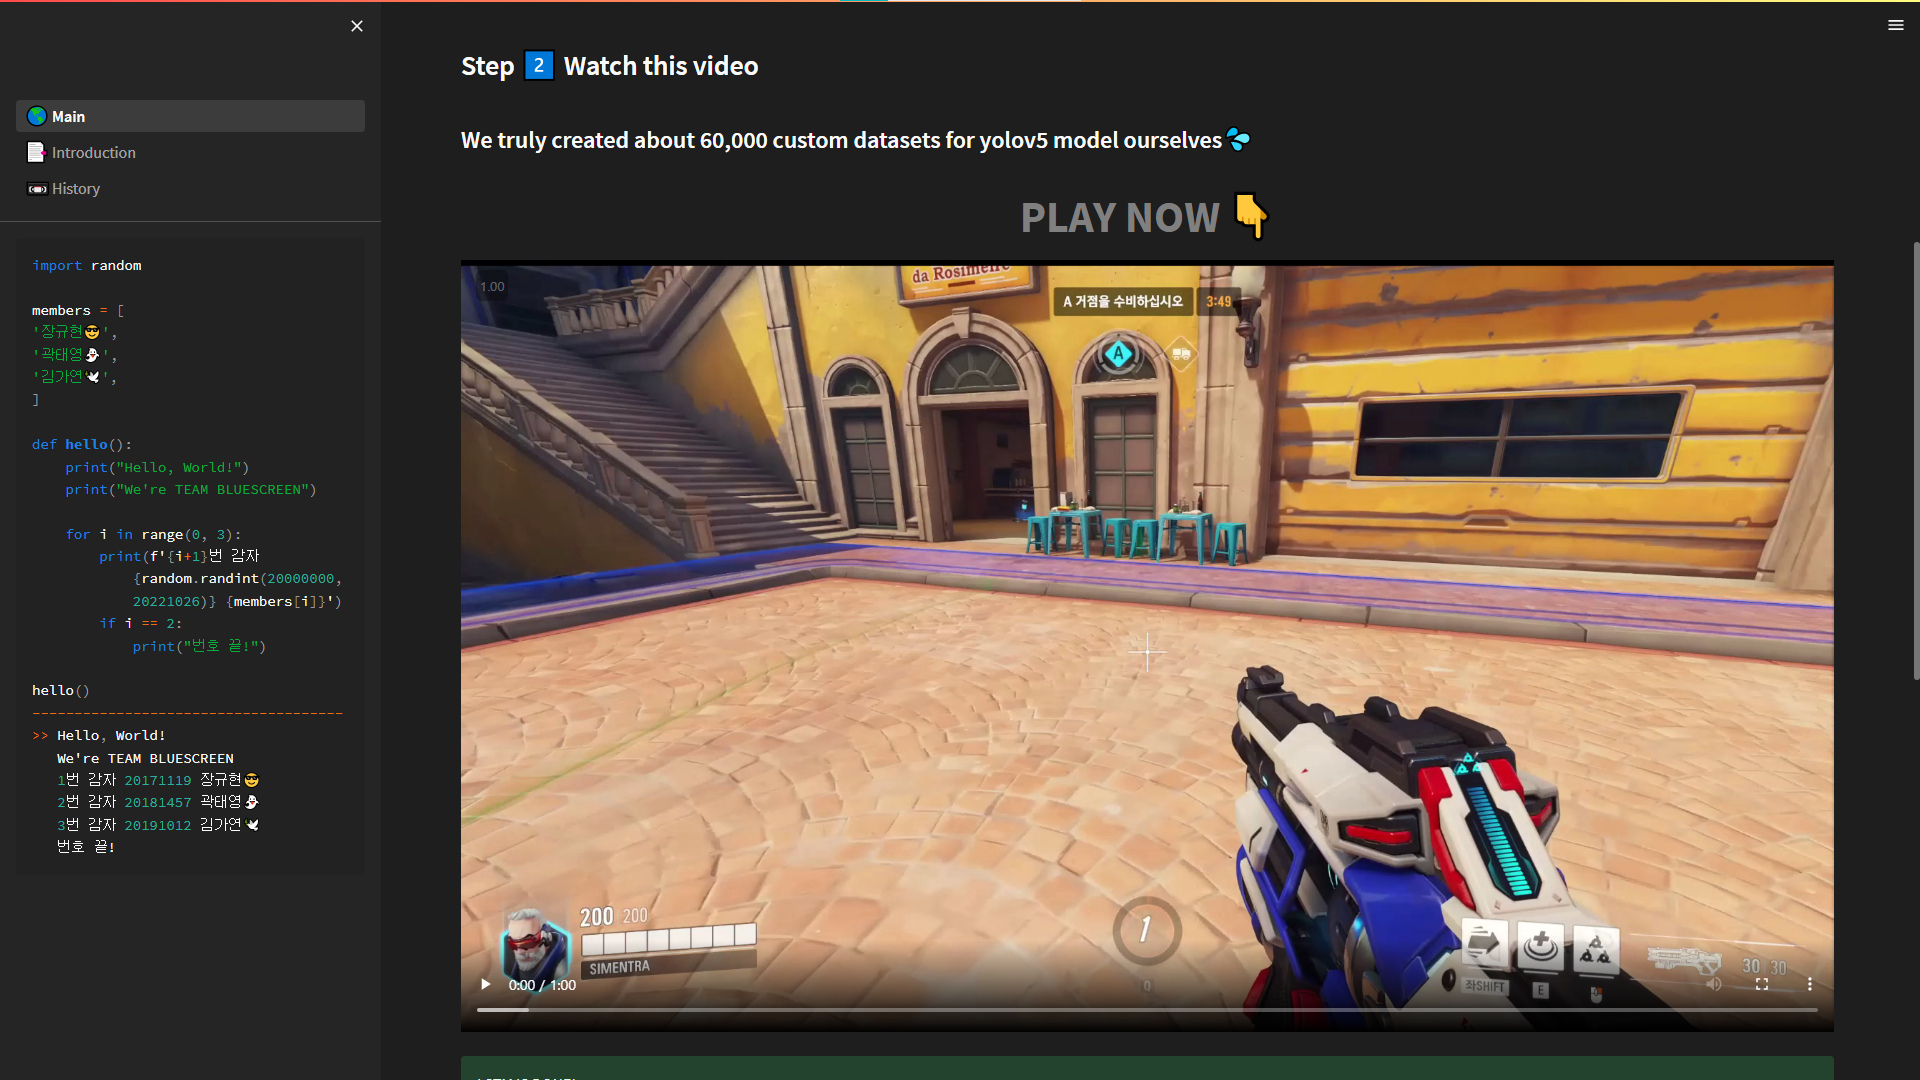 Main
Introduction
History
import random
members = [
'장규현😎',
'곽태영👻',
'김가연🕊',
]
def hello():
print("Hello, World!")
print("We're TEAM BLUESCREEN")
for i in range(0, 3):
print(f'{i+1}번 감자
{random.randint(20000000,
20221026)} {members[i]}')
if i == 2:
print("번호 끝!")
hello()
-------------------------------------
>> Hello, World!
We're TEAM BLUESCREEN
1번 감자 20171119 장규현😎
2번 감자 20181457 곽태영👻
3번 감자 20191012 김가연🕊
번호 끝!
Step 2 Watch this video
We truly created about 60,000 custom datasets for yolov5 model ourselves💦
PLAY NOW 👇
1.00
da Rosimeire
A 거점을 수비하십시오 3:49
A
200 200
SIMENTRA
1
0
좌SHIFT
E
30 30
0:00 / 1:00